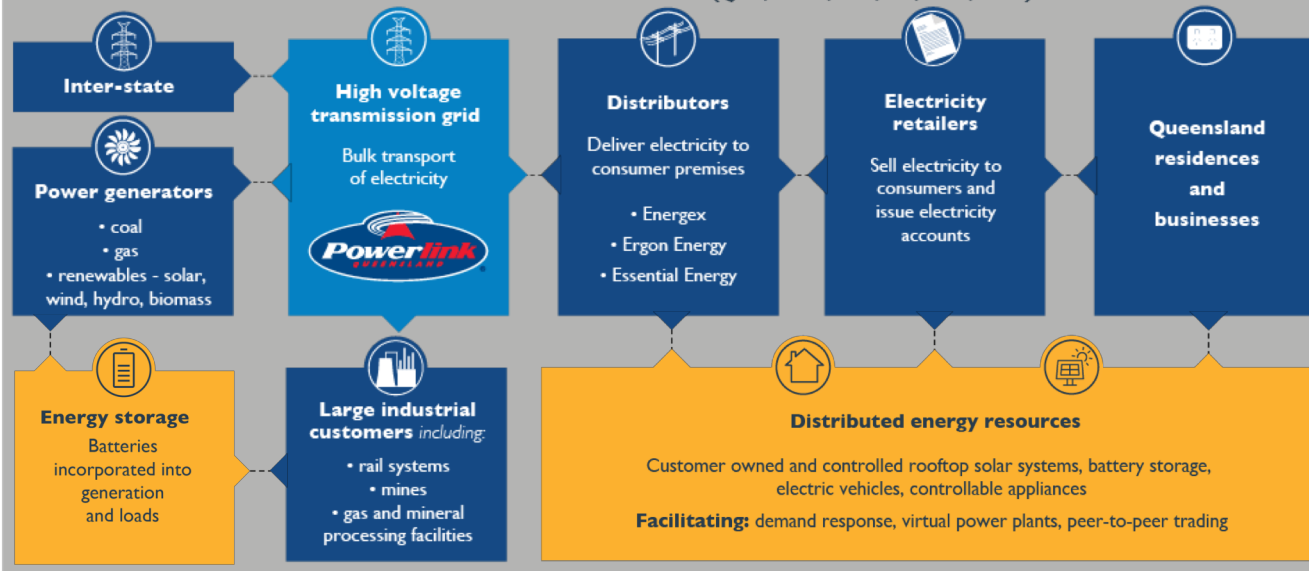 Inter-state
Power generators
• coal
• gas
• renewables - solar,
wind, hydro, biomass
High voltage
transmission grid
Bulk transport
of electricity
Powerlink
QUEENSLAND
Distributors
Deliver electricity to
consumer premises
• Energex
• Ergon Energy
• Essential Energy
Electricity
retailers
Sell electricity to
consumers and
issue electricity
accounts
Queensland
residences
and
businesses
Energy storage
Batteries
incorporated into
generation
and loads
Large industrial
customers including:
• rail systems
• mines
• gas and mineral
processing facilities
Distributed energy resources
Customer owned and controlled rooftop solar systems, battery storage,
electric vehicles, controllable appliances
Facilitating: demand response, virtual power plants, peer-to-peer trading